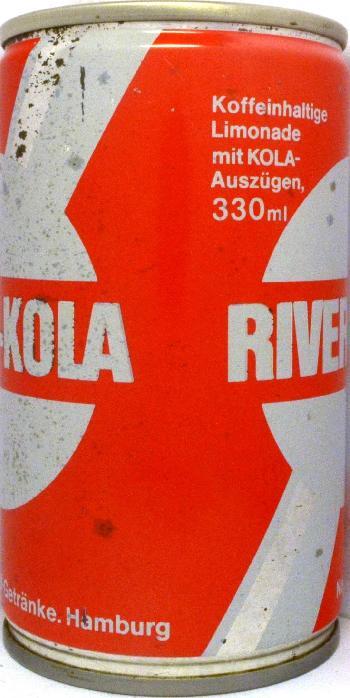 Koffeinhaltige
Limonade
mit KOLA-
Auszügen,
330ml
-KOLA
RIVER
Getränke. Hamburg